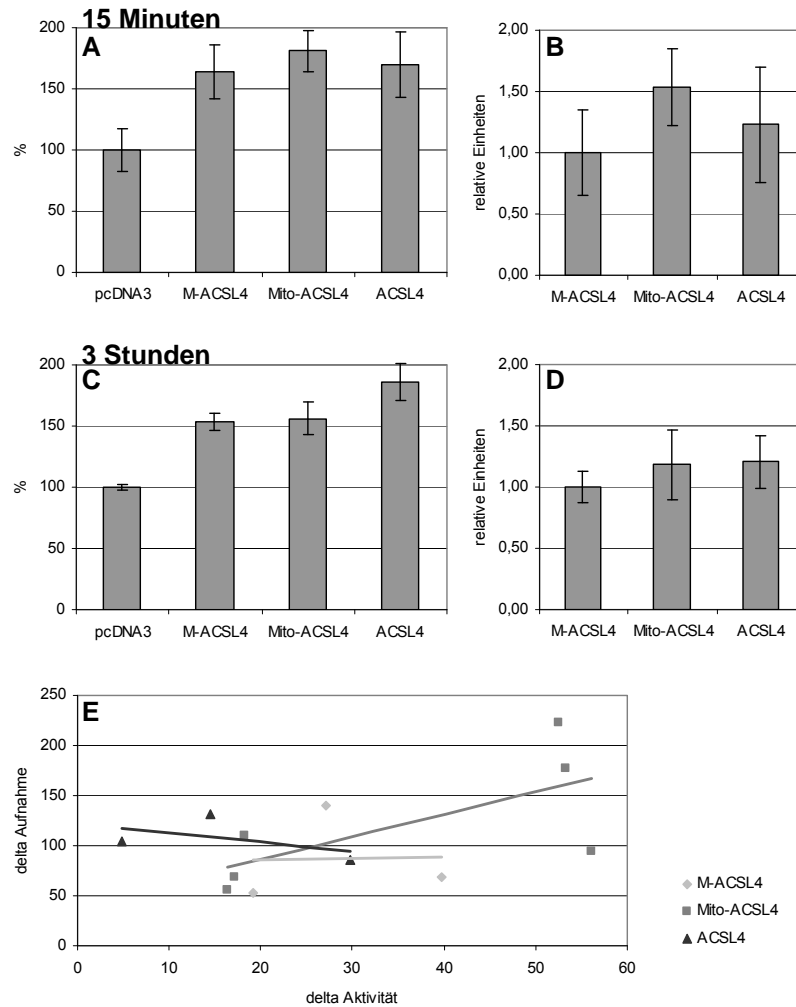 15 Minuten
A
200
150
100
50
0
%
pcDNA3 M-ACSL4 Mito-ACSL4 ACSL4
B
2,00
1,50
1,00
0,50
0,00
relative Einheiten
M-ACSL4 Mito-ACSL4 ACSL4
3 Stunden
C
200
150
100
50
0
%
pcDNA3 M-ACSL4 Mito-ACSL4 ACSL4
D
2,00
1,50
1,00
0,50
0,00
relative Einheiten
M-ACSL4 Mito-ACSL4 ACSL4
E
250
200
150
100
50
0
delta Aufnahme
0 10 20 30 40 50 60
delta Aktivität
M-ACSL4
Mito-ACSL4
ACSL4